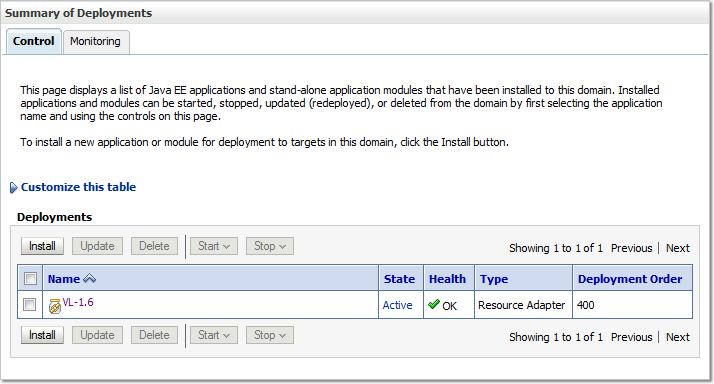 Summary of Deployments
Control Monitoring
This page displays a list of Java EE applications and stand-alone application modules that have been installed to this domain. Installed
applications and modules can be started, stopped, updated (redeployed), or deleted from the domain by first selecting the application
name and using the controls on this page.
To install a new application or module for deployment to targets in this domain, click the Install button.
Customize this table
Deployments
Install Update Delete Start Stop Showing 1 to 1 of 1 Previous | Next
Name State Health Type Deployment Order
VL-1.6 Active OK Resource Adapter 400
Install Update Delete Start Stop Showing 1 to 1 of 1 Previous | Next